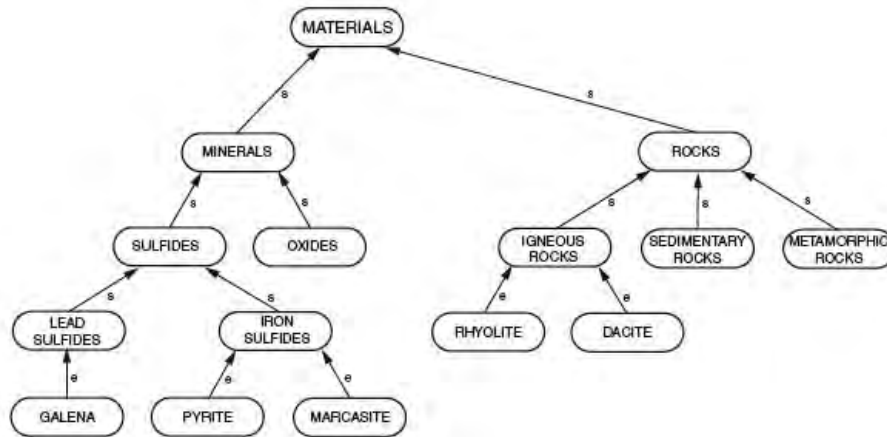 MATERIALS
s
s
MINERALS
ROCKS
s
s
s
s
s
SULFIDES
OXIDES
IGNEOUS
ROCKS
SEDIMENTARY
ROCKS
METAMORPHIC
ROCKS
s
s
e
e
LEAD
SULFIDES
IRON
SULFIDES
RHYOLITE
DACITE
e
e
e
GALENA
PYRITE
MARCASITE